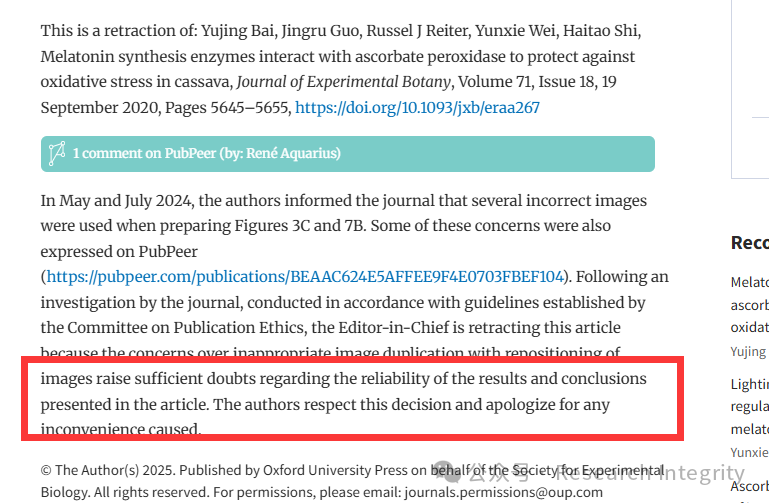 This is a retraction of: Yujing Bai, Jingru Guo, Russel J Reiter, Yunxie Wei, Haitao Shi,
Melatonin synthesis enzymes interact with ascorbate peroxidase to protect against
oxidative stress in cassava, Journal of Experimental Botany, Volume 71, Issue 18, 19
September 2020, Pages 5645–5655, https://doi.org/10.1093/jxb/eraa267
1 comment on PubPeer (by: René Aquarius)
In May and July 2024, the authors informed the journal that several incorrect images
were used when preparing Figures 3C and 7B. Some of these concerns were also
expressed on PubPeer
(https://pubpeer.com/publications/BEAAC624E5AFFEE9F4E0703FBEF104). Following an
investigation by the journal, conducted in accordance with guidelines established by
the Committee on Publication Ethics, the Editor-in-Chief is retracting this article
because the concerns over inappropriate image duplication with repositioning of
images raise sufficient doubts regarding the reliability of the results and conclusions
presented in the article. The authors respect this decision and apologize for any
inconvenience caused.
© The Author(s) 2025. Published by Oxford University Press on behalf of the Society for Experimental
Biology. All rights reserved. For permissions, please email: journals.permissions@oup.com
公众号 · Research Integrity
Reco
Melato
ascorb
oxidat
Yujing
Lightin
regula
melato
Yunxie
Ascorb